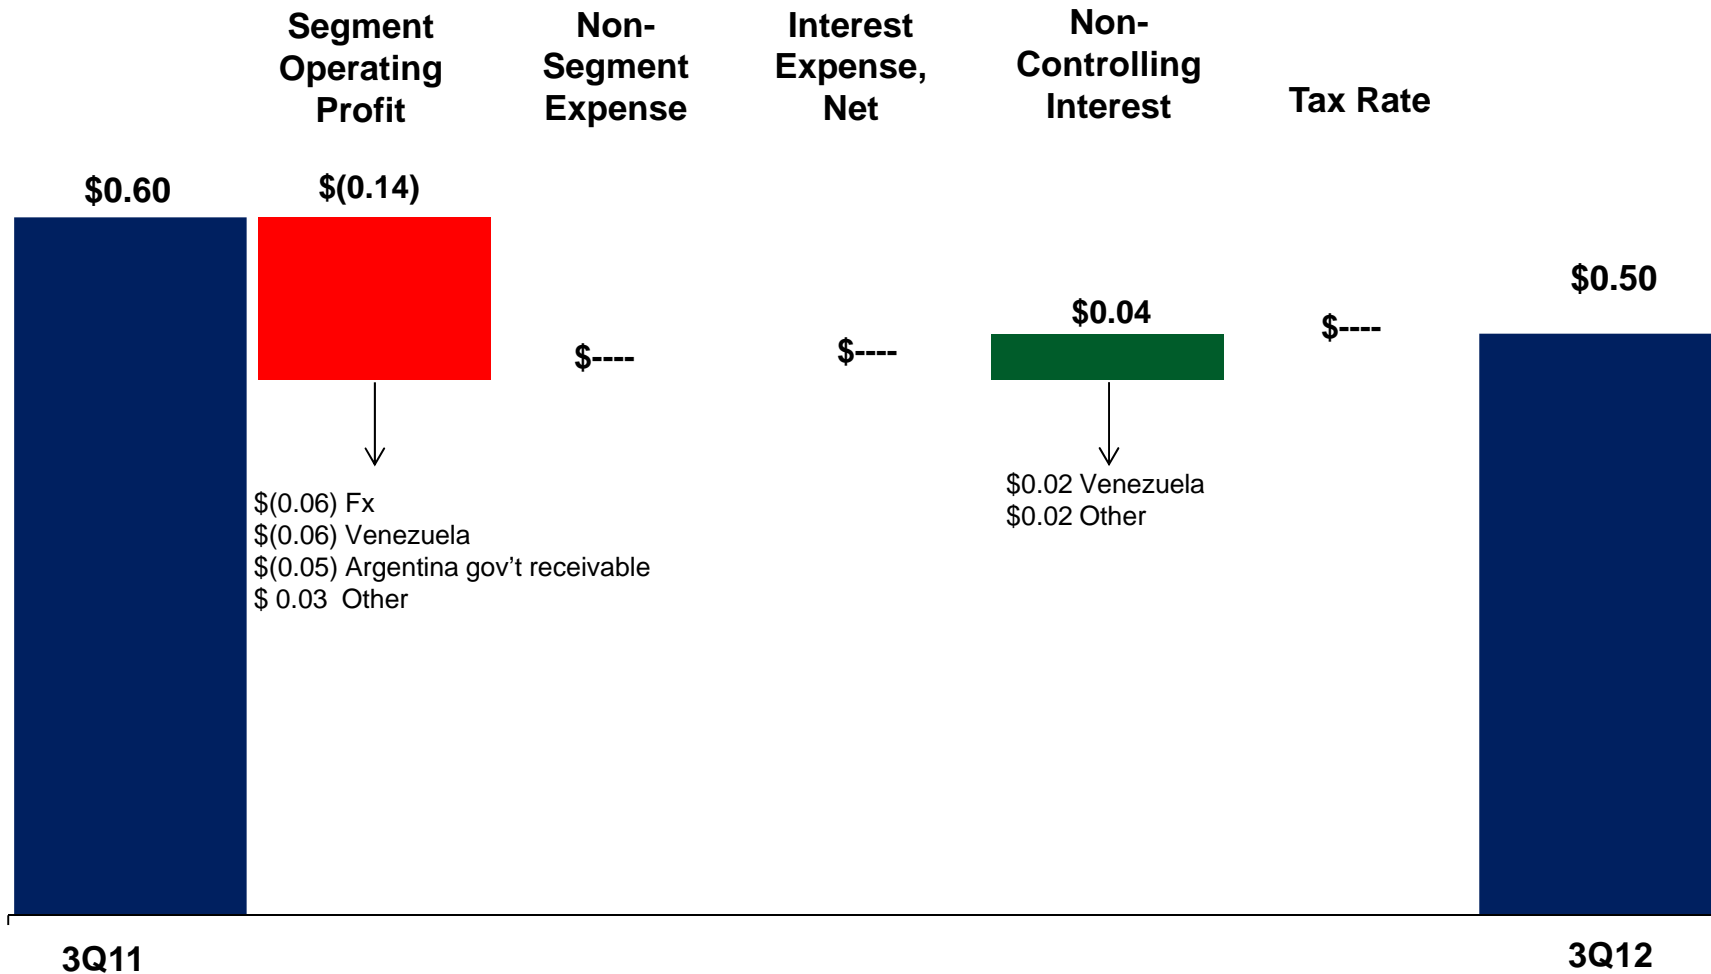 Segment
Operating
Profit
Non-
Segment
Expense
Interest
Expense,
Net
Non-
Controlling
Interest
Tax Rate
$0.60
$(0.14)
$----
$----
$0.04
$----
$0.50
$(0.06) Fx
$(0.06) Venezuela
$(0.05) Argentina gov’t receivable
$ 0.03 Other
$0.02 Venezuela
$0.02 Other
3Q11
3Q12